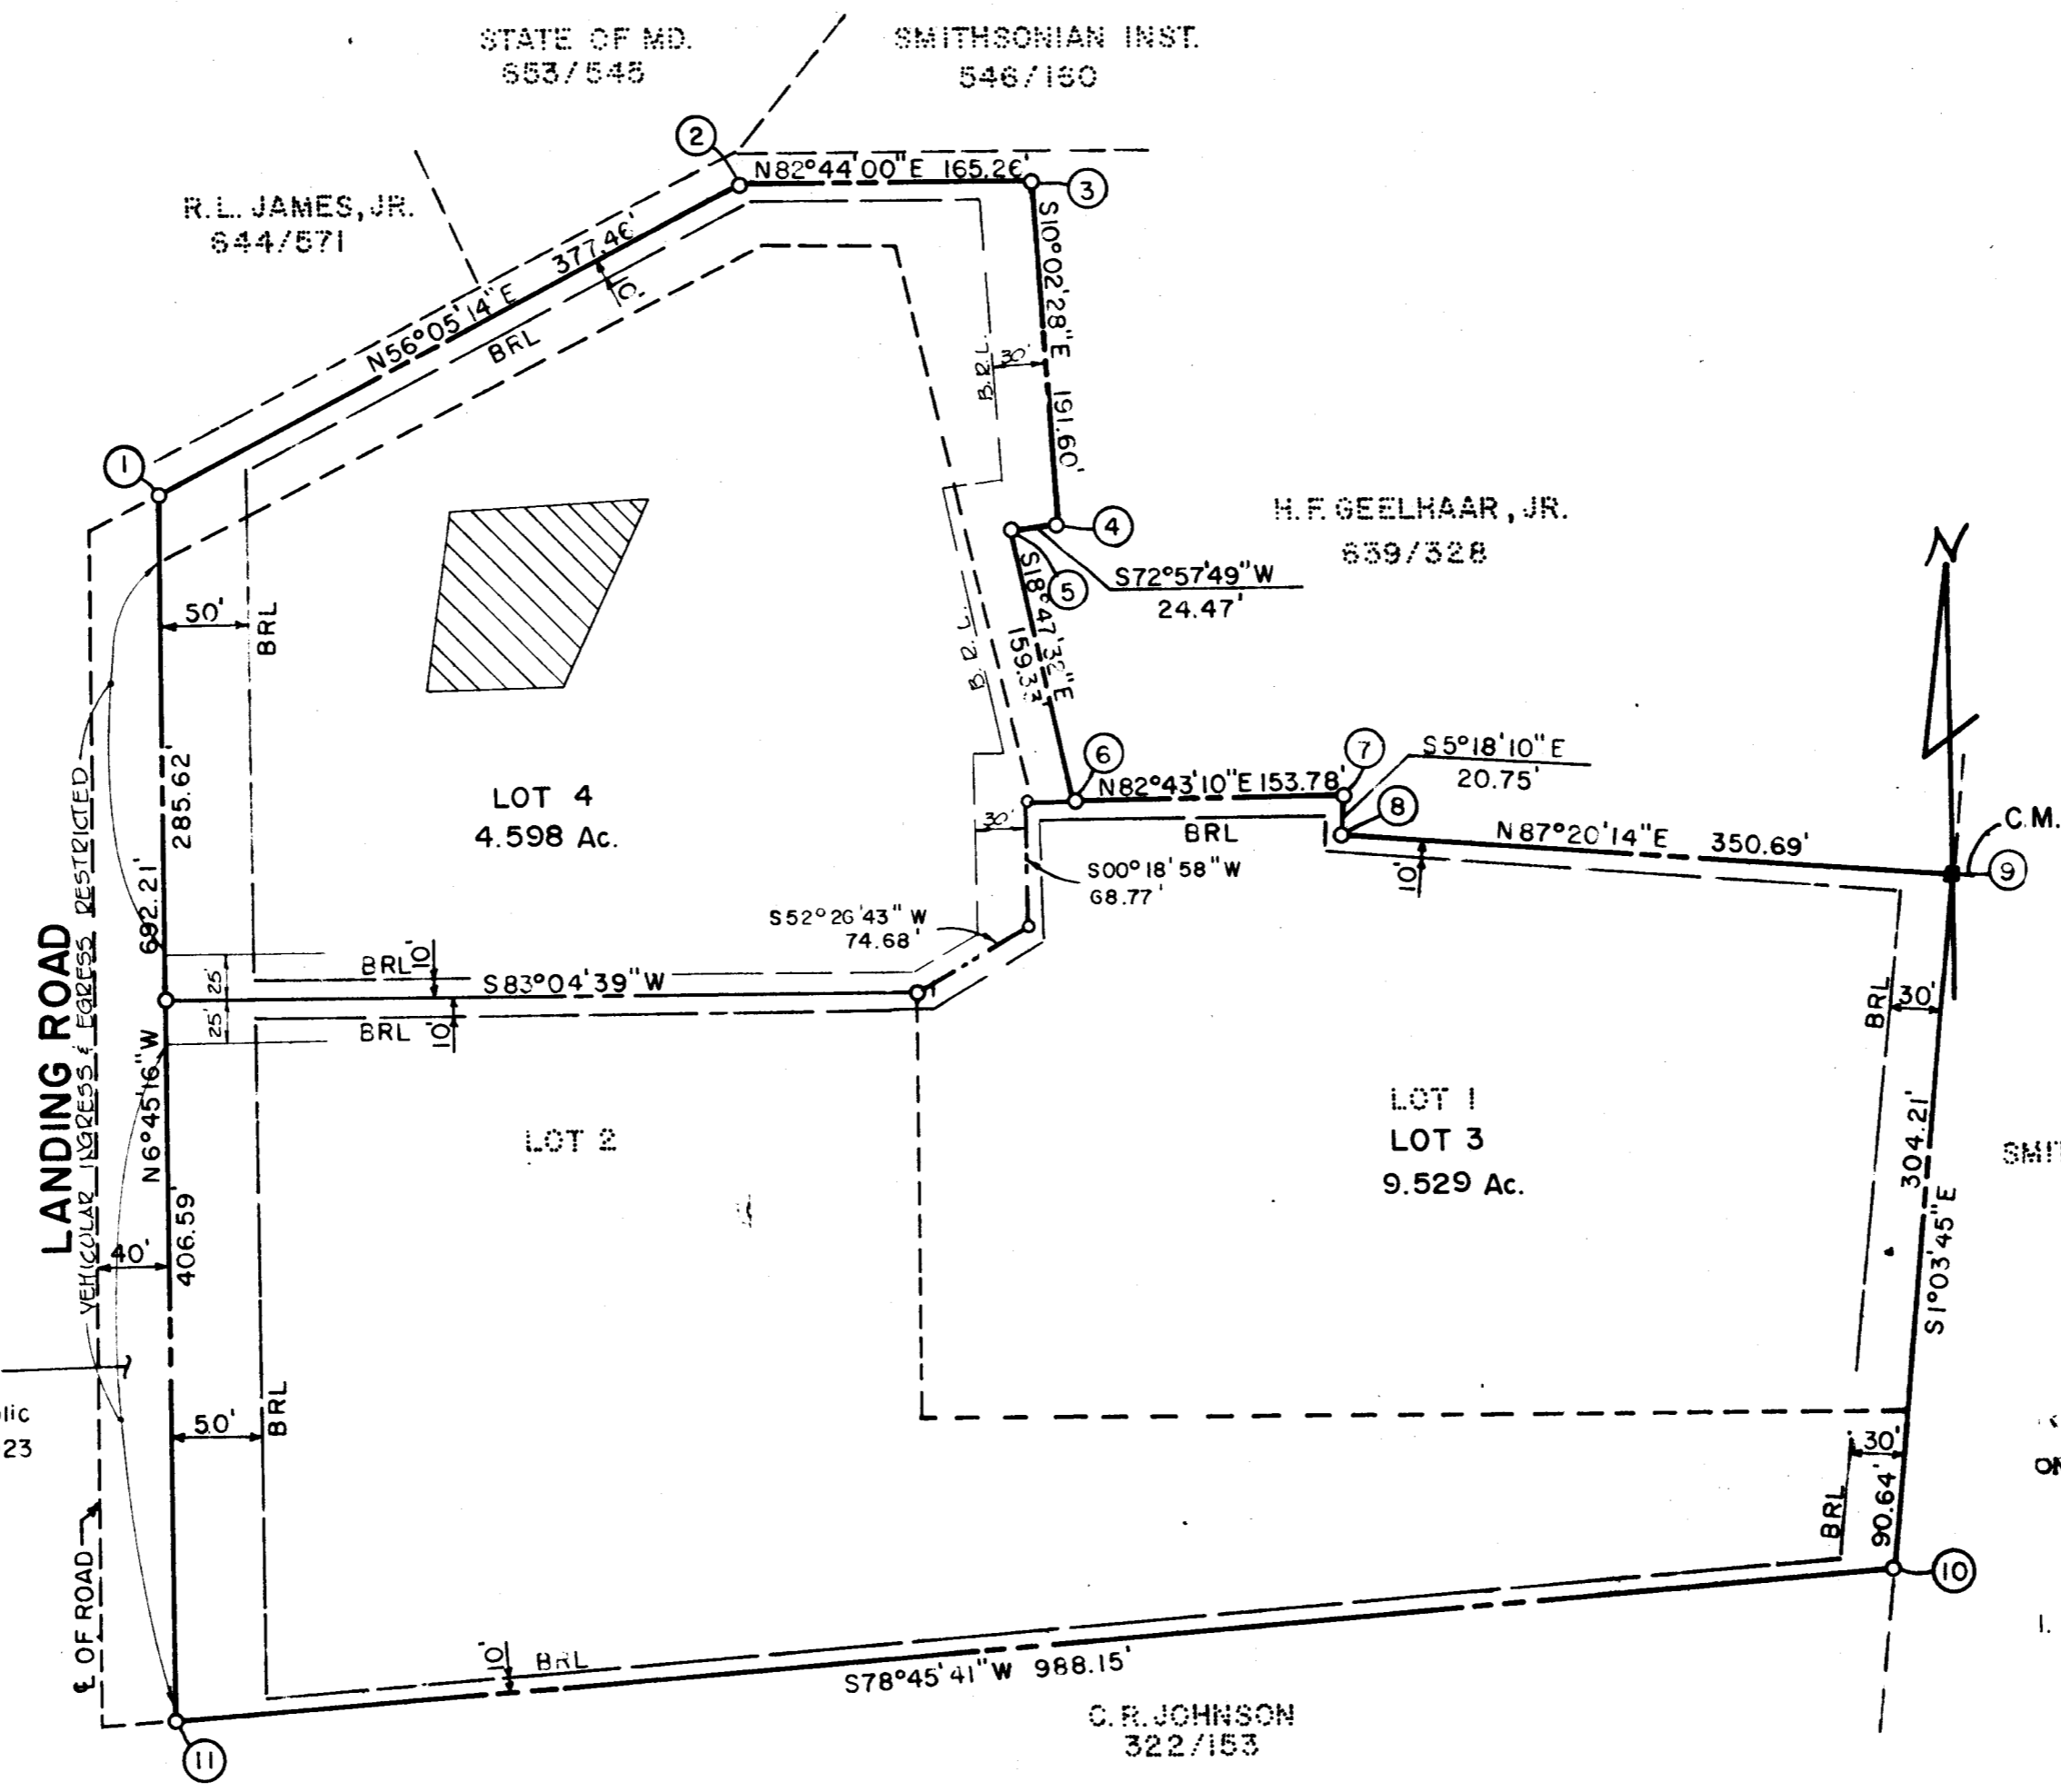 STATE OF MD.
653/545
SMITHSONIAN INST.
546/160
2
N82°44'00"E 165.26'
3
R.L. JAMES, JR.
644/571
377.46'
N56°05'14"E
10'
BRL
S10°02'28"E 191.60'
30'
B.R.L.
1
4
H.F. GEELHAAR, JR.
639/328
N
5
S72°57'49"W
24.47'
S18°47'32"E
159.33'
50'
BRL
B.R.L.
285.62'
692.21'
LOT 4
4.598 Ac.
6
N82°43'10"E 153.78'
7
S5°18'10"E
20.75'
8
N87°20'14"E 350.69'
C.M.
9
30'
BRL
10'
S00°18'58"W
68.77'
S52°26'43"W
74.68'
BRL 10'
S83°04'39"W
25'
25'
BRL 10'
LANDING ROAD
VEHICULAR INGRESS & EGRESS RESTRICTED
N6°45'16"W
406.59'
40'
LOT 2
LOT 1
LOT 3
9.529 Ac.
BRL
30'
304.21'
S1°03'45"E
SMIT
lic
23
50'
BRL
℄ OF ROAD
30'
BRL
90.64'
ON
10
1.
10'
BRL
S78°45'41"W 988.15'
C.R. JOHNSON
322/153
11